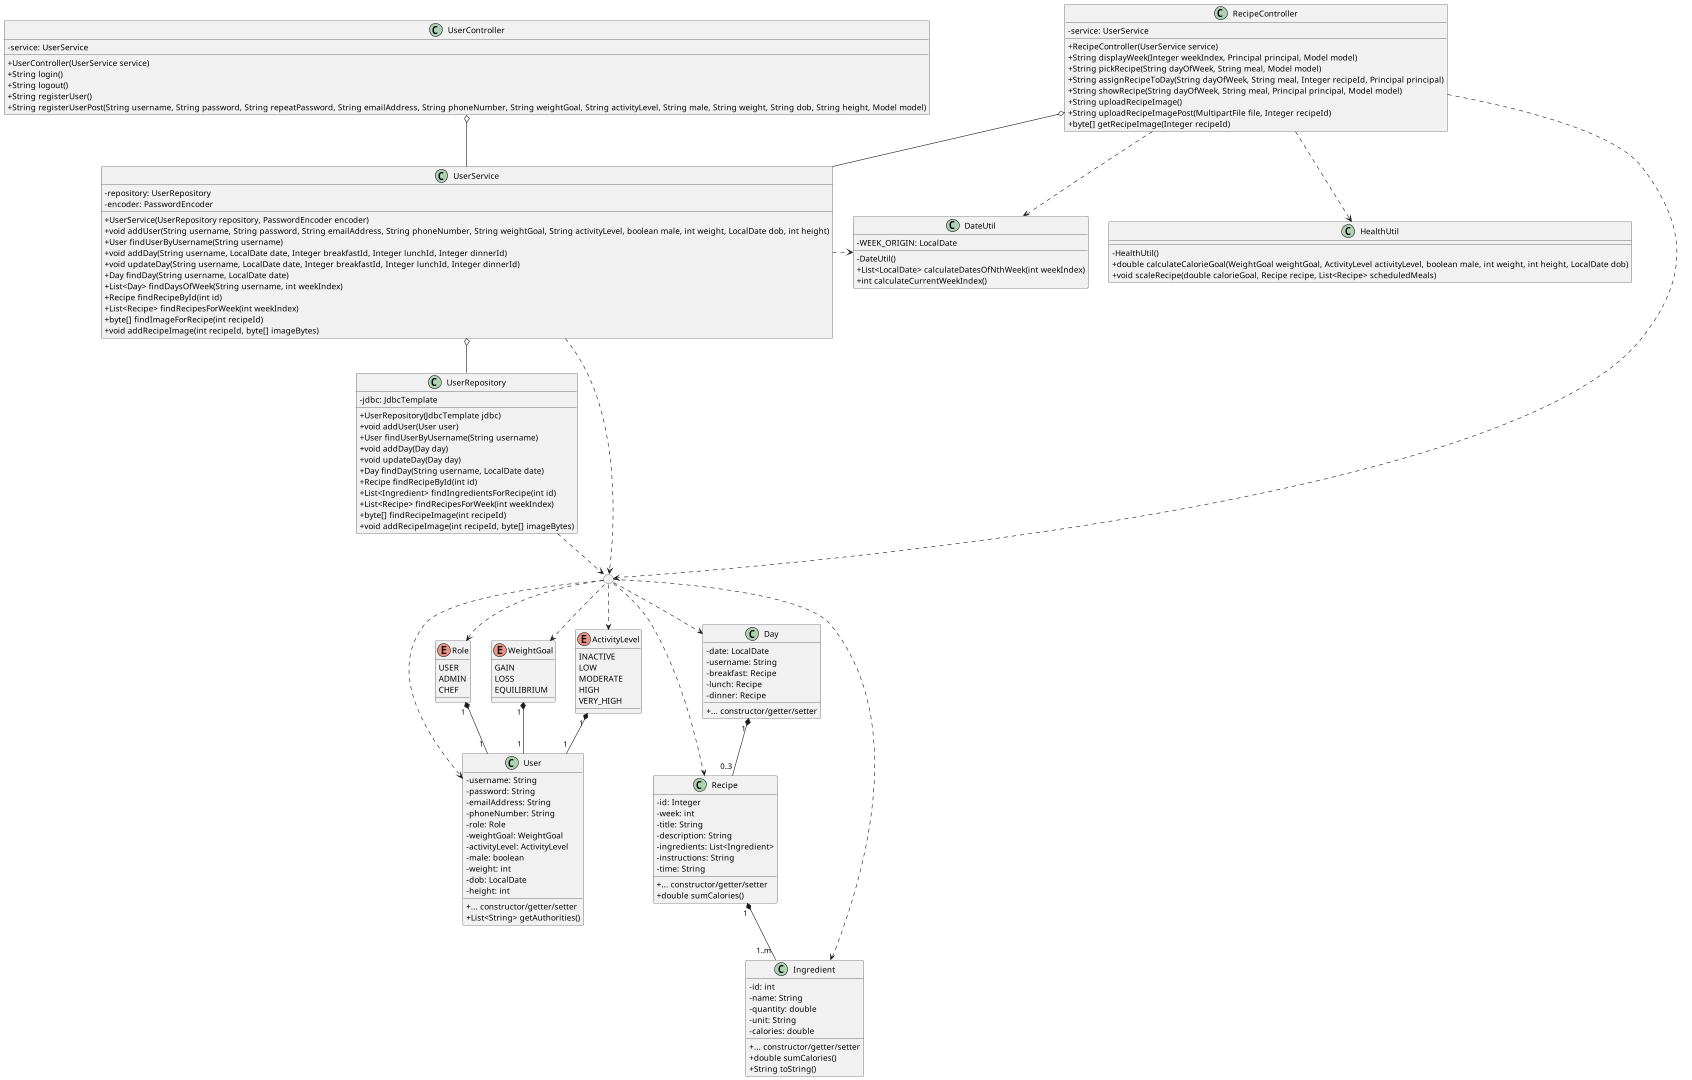 UserController
-service: UserService
+UserController(UserService service)
+String login()
+String logout()
+String registerUser()
+String registerUserPost(String username, String password, String repeatPassword, String emailAddress, String phoneNumber, String weightGoal, String activityLevel, String male, String weight, String dob, String height, Model model)
RecipeController
-service: UserService
+RecipeController(UserService service)
+String displayWeek(Integer weekIndex, Principal principal, Model model)
+String pickRecipe(String dayOfWeek, String meal, Model model)
+String assignRecipeToDay(String dayOfWeek, String meal, Integer recipeId, Principal principal)
+String showRecipe(String dayOfWeek, String meal, Principal principal, Model model)
+String uploadRecipeImage()
+String uploadRecipeImagePost(MultipartFile file, Integer recipeId)
+byte[] getRecipeImage(Integer recipeId)
UserService
-repository: UserRepository
-encoder: PasswordEncoder
+UserService(UserRepository repository, PasswordEncoder encoder)
+void addUser(String username, String password, String emailAddress, String phoneNumber, String weightGoal, String activityLevel, boolean male, int weight, LocalDate dob, int height)
+User findUserByUsername(String username)
+void addDay(String username, LocalDate date, Integer breakfastId, Integer lunchId, Integer dinnerId)
+void updateDay(String username, LocalDate date, Integer breakfastId, Integer lunchId, Integer dinnerId)
+Day findDay(String username, LocalDate date)
+List<Day> findDaysOfWeek(String username, int weekIndex)
+Recipe findRecipeById(int id)
+List<Recipe> findRecipesForWeek(int weekIndex)
+byte[] findImageForRecipe(int recipeId)
+void addRecipeImage(int recipeId, byte[] imageBytes)
DateUtil
-WEEK_ORIGIN: LocalDate
-DateUtil()
+List<LocalDate> calculateDatesOfNthWeek(int weekIndex)
+int calculateCurrentWeekIndex()
HealthUtil
-HealthUtil()
+double calculateCalorieGoal(WeightGoal weightGoal, ActivityLevel activityLevel, boolean male, int weight, int height, LocalDate dob)
+void scaleRecipe(double calorieGoal, Recipe recipe, List<Recipe> scheduledMeals)
UserRepository
-jdbc: JdbcTemplate
+UserRepository(JdbcTemplate jdbc)
+void addUser(User user)
+User findUserByUsername(String username)
+void addDay(Day day)
+void updateDay(Day day)
+Day findDay(String username, LocalDate date)
+Recipe findRecipeById(int id)
+List<Ingredient> findIngredientsForRecipe(int id)
+List<Recipe> findRecipesForWeek(int weekIndex)
+byte[] findRecipeImage(int recipeId)
+void addRecipeImage(int recipeId, byte[] imageBytes)
Role
USER
ADMIN
CHEF
WeightGoal
GAIN
LOSS
EQUILIBRIUM
ActivityLevel
INACTIVE
LOW
MODERATE
HIGH
VERY_HIGH
Day
-date: LocalDate
-username: String
-breakfast: Recipe
-lunch: Recipe
-dinner: Recipe
+... constructor/getter/setter
1
1
1
1
1
1
1
0..3
User
-username: String
-password: String
-emailAddress: String
-phoneNumber: String
-role: Role
-weightGoal: WeightGoal
-activityLevel: ActivityLevel
-male: boolean
-weight: int
-dob: LocalDate
-height: int
+... constructor/getter/setter
+List<String> getAuthorities()
Recipe
-id: Integer
-week: int
-title: String
-description: String
-ingredients: List<Ingredient>
-instructions: String
-time: String
+... constructor/getter/setter
+double sumCalories()
1
1..m
Ingredient
-id: int
-name: String
-quantity: double
-unit: String
-calories: double
+... constructor/getter/setter
+double sumCalories()
+String toString()